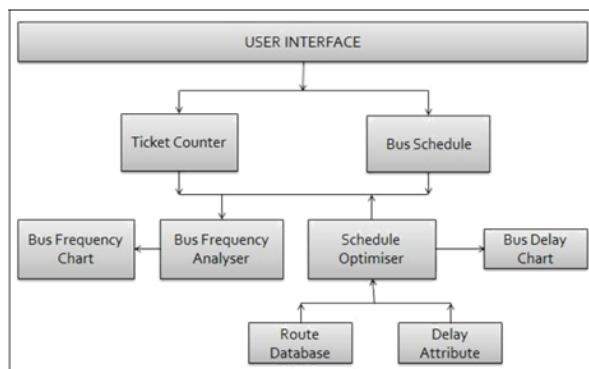 USER INTERFACE
Ticket Counter
Bus Schedule
Bus Frequency
Chart
Bus Frequency
Analyser
Schedule
Optimiser
Bus Delay
Chart
Route
Database
Delay
Attribute